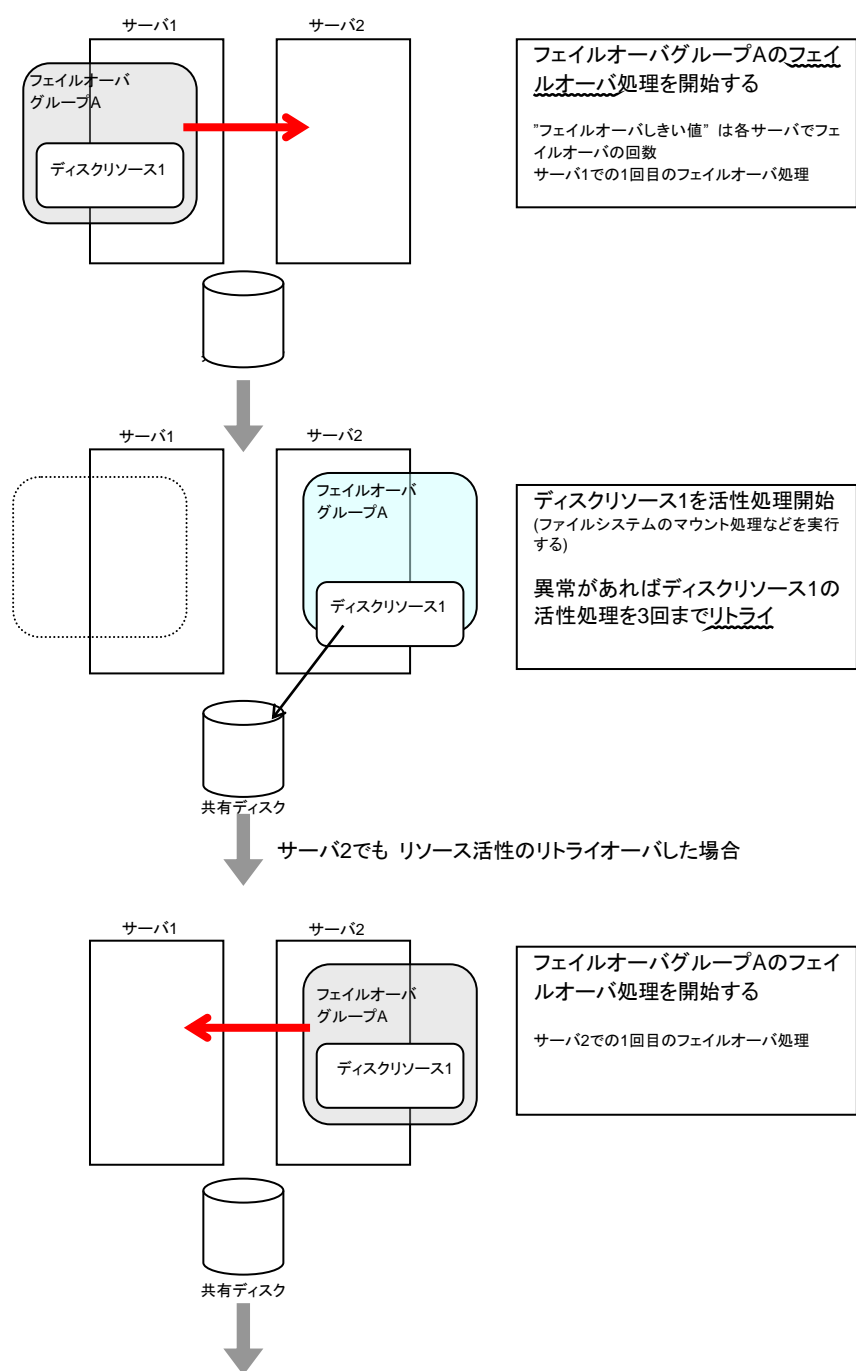 サーバ1
サーバ2
フェイルオーバ
グループA
ディスクリソース1
フェイルオーバグループAのフェイ
ルオーバ処理を開始する
”フェイルオーバしきい値” は各サーバでフェ
イルオーバの回数
サーバ1での1回目のフェイルオーバ処理
サーバ1
サーバ2
フェイルオーバ
グループA
ディスクリソース1
共有ディスク
ディスクリソース1を活性処理開始
(ファイルシステムのマウント処理などを実行
する)
異常があればディスクリソース1の
活性処理を3回までリトライ
サーバ2でも リソース活性のリトライオーバした場合
サーバ1
サーバ2
フェイルオーバ
グループA
ディスクリソース1
共有ディスク
フェイルオーバグループAのフェイ
ルオーバ処理を開始する
サーバ2での1回目のフェイルオーバ処理